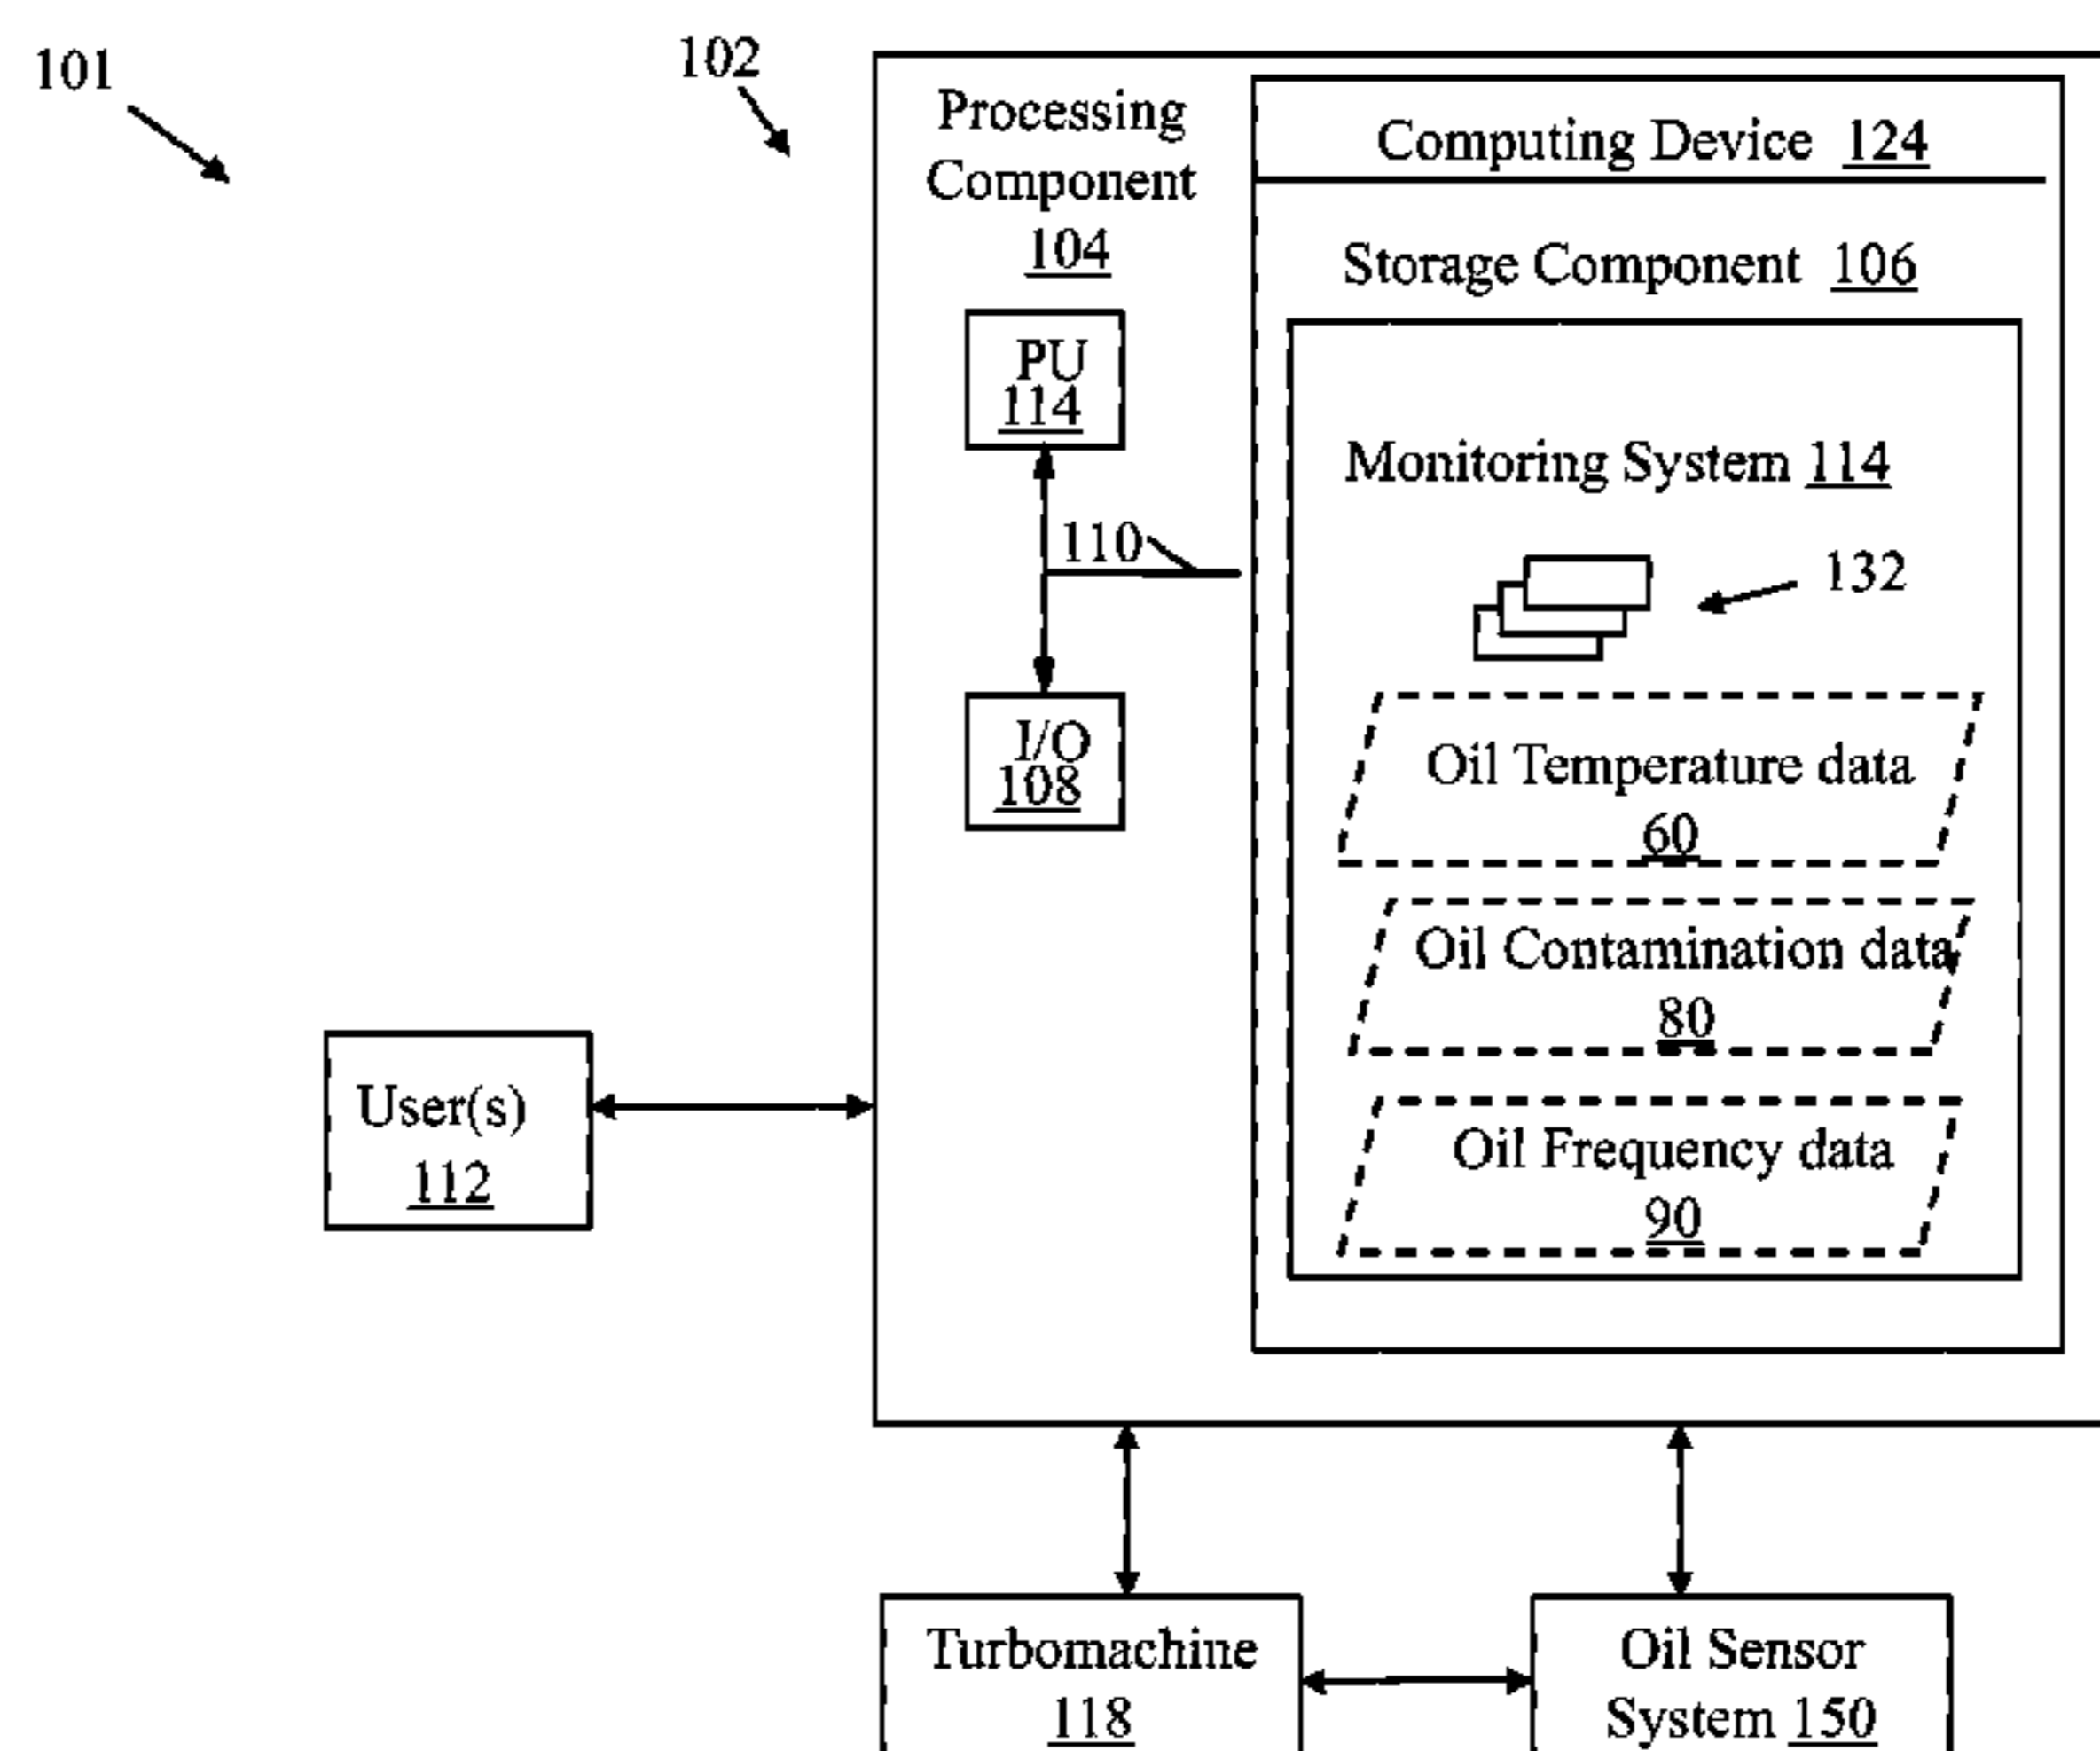 101
102
Processing
Component
104
PU
114
110
I/O
108
Computing Device 124
Storage Component 106
Monitoring System 114
132
Oil Temperature data
60
Oil Contamination data
80
Oil Frequency data
90
User(s)
112
Turbomachine
118
Oil Sensor
System 150